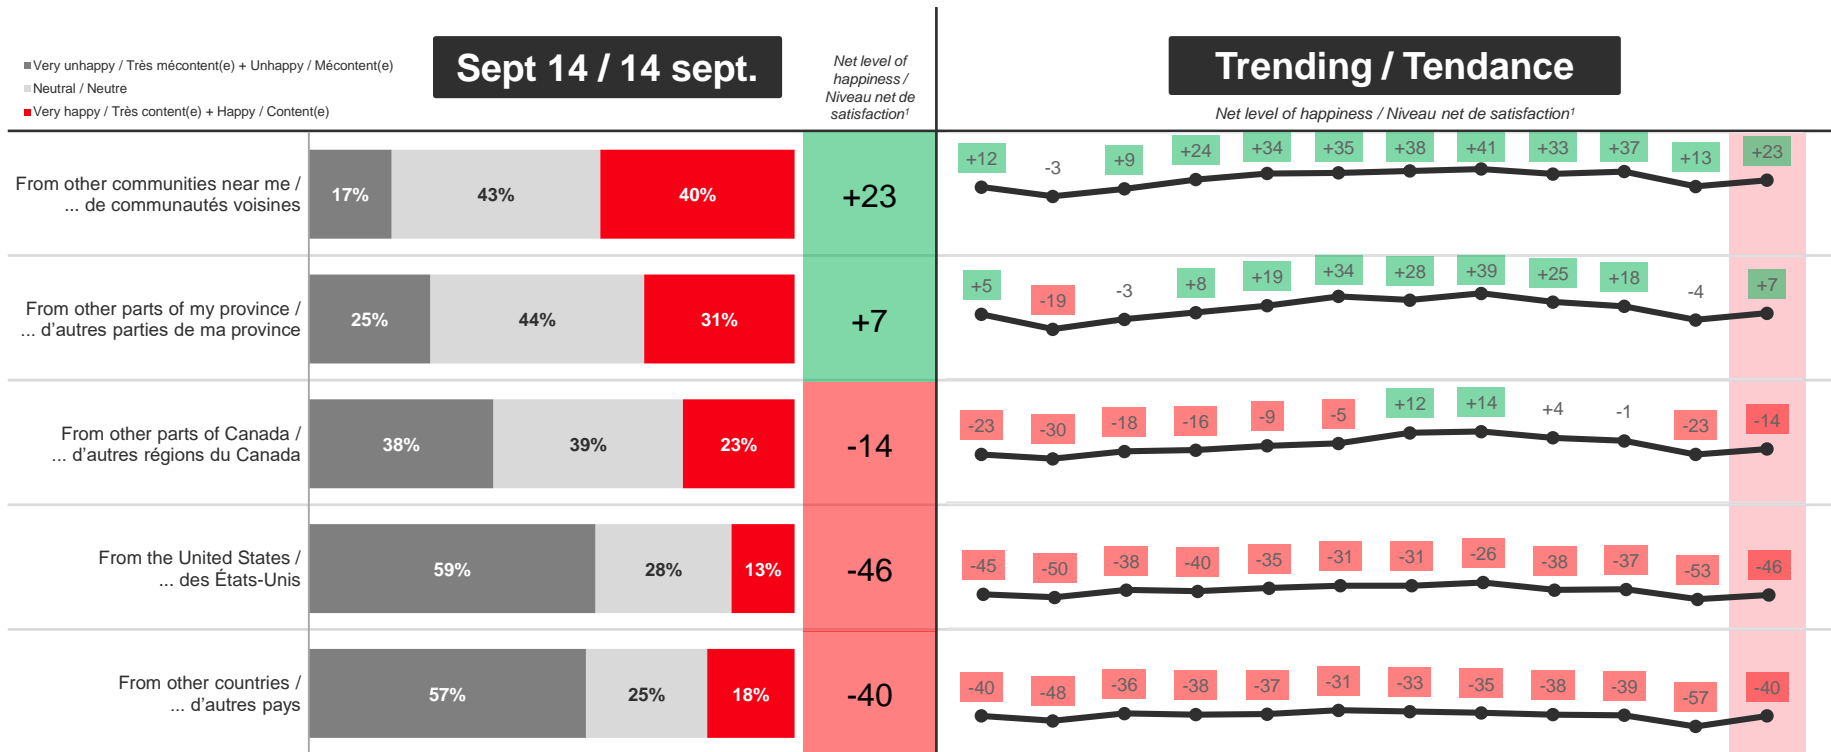 Very unhappy / Très mécontent(e) + Unhappy / Mécontent(e)
Neutral / Neutre
Very happy / Très content(e) + Happy / Content(e)
Sept 14 / 14 sept.
Net level of
happiness /
Niveau net de
satisfaction¹
Trending / Tendance
Net level of happiness / Niveau net de satisfaction¹
From other communities near me /
... de communautés voisines
17% 43% 40%
+23
+12 -3 +9 +24 +34 +35 +38 +41 +33 +37 +13 +23
From other parts of my province /
... d'autres parties de ma province
25% 44% 31%
+7
+5 -19 -3 +8 +19 +34 +28 +39 +25 +18 -4 +7
From other parts of Canada /
... d'autres régions du Canada
38% 39% 23%
-14
-23 -30 -18 -16 -9 -5 +12 +14 +4 -1 -23 -14
From the United States /
... des États-Unis
59% 28% 13%
-46
-45 -50 -38 -40 -35 -31 -31 -26 -38 -37 -53 -46
From other countries /
... d'autres pays
57% 25% 18%
-40
-40 -48 -36 -38 -37 -31 -33 -35 -38 -39 -57 -40